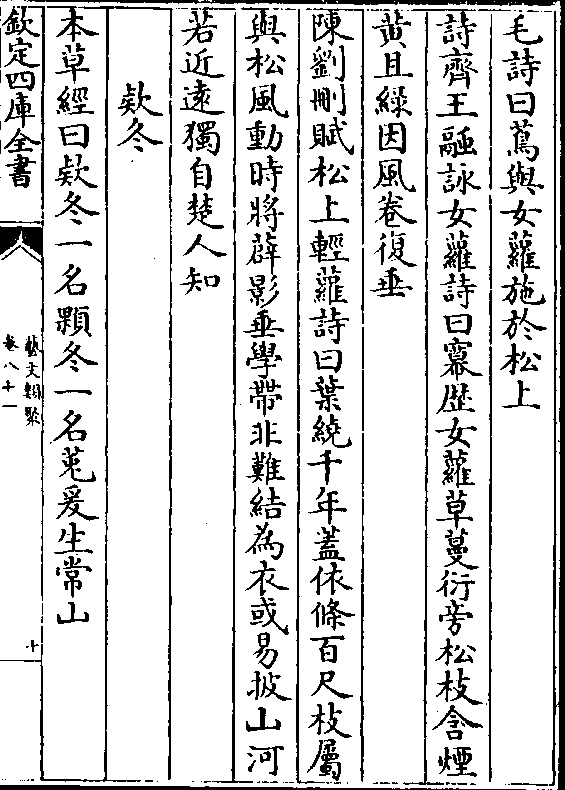 毛詩曰蔦與女蘿施於松上
詩齊王融詠女蘿詩曰羃歴女蘿草蔓衍旁松枝含煙
黄且緑因風卷復垂
陳劉刪賦松上輕蘿詩曰葉繞千年蓋依條百尺枝屬
與松風動時將薜影垂學帶非難結為衣或易披山河
若近逺獨自楚人知
欵冬
本草經曰欵冬一名顆冬一名莵爰生常山
欽定四庫全書
藝文類聚
卷八十一
十